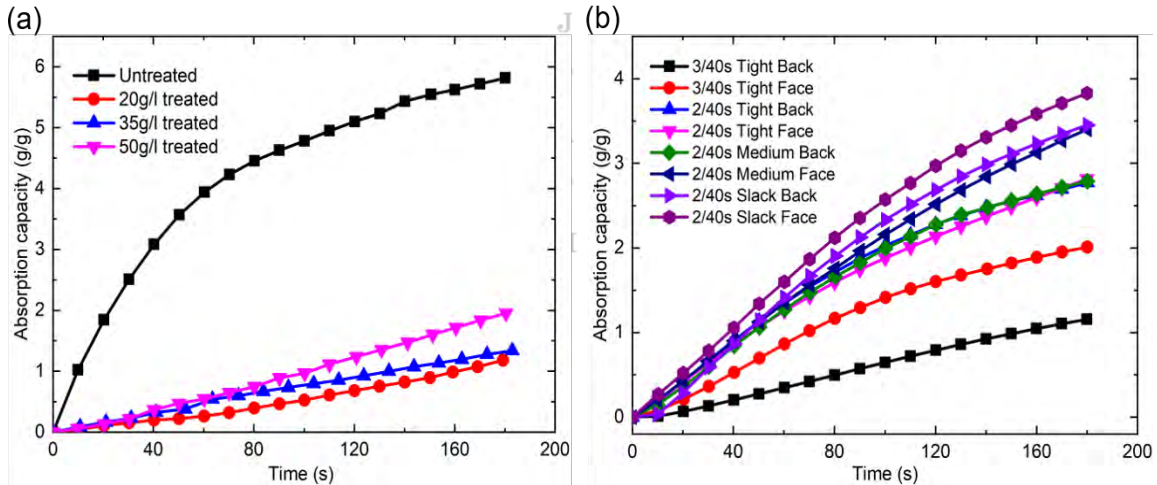 (a)
Absorption capacity (g/g)
6
5
4
3
2
1
0
Untreated
20g/l treated
35g/l treated
50g/l treated
0 40 80 120 160 200
Time (s)
J
(b)
Absorption capacity (g/g)
4
3
2
1
0
3/40s Tight Back
3/40s Tight Face
2/40s Tight Back
2/40s Tight Face
2/40s Medium Back
2/40s Medium Face
2/40s Slack Back
2/40s Slack Face
0 40 80 120 160 200
Time (s)